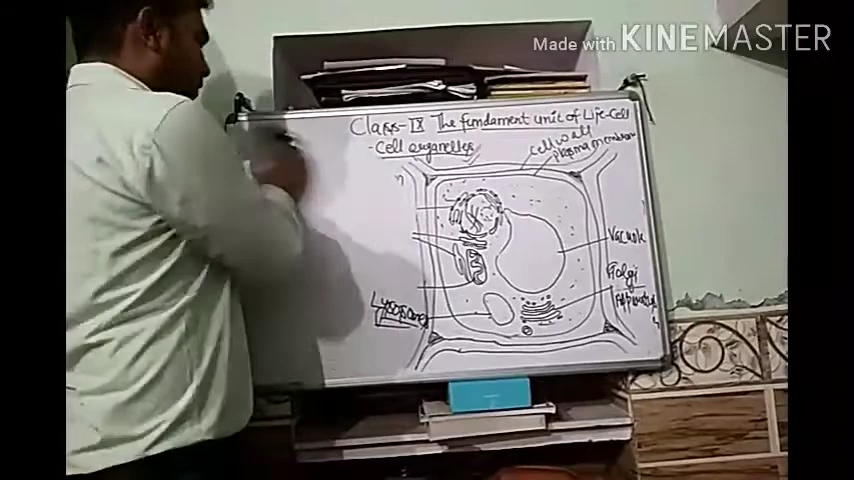 Made with KINEMASTER
Class-IX The fundament unit of Life-Cell
-Cell organelles
Cell wall
plasma membran
Vacuole
Golgi
Apparatus
Lysosome